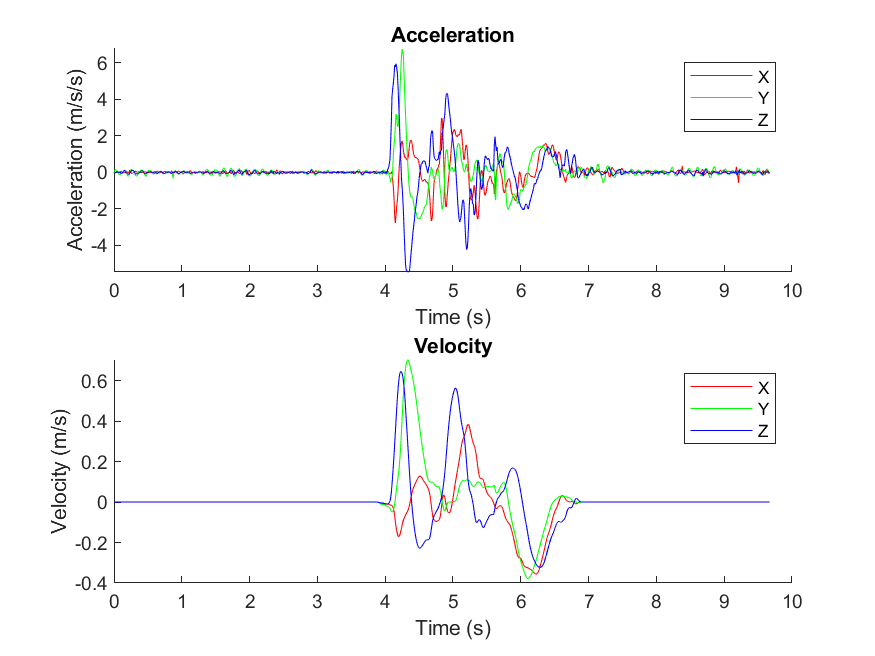 Acceleration
Acceleration (m/s/s)
6
4
2
0
-2
-4
X
Y
Z
0 1 2 3 4 5 6 7 8 9 10
Time (s)
Velocity
Velocity (m/s)
0.6
0.4
0.2
0
-0.2
-0.4
X
Y
Z
0 1 2 3 4 5 6 7 8 9 10
Time (s)